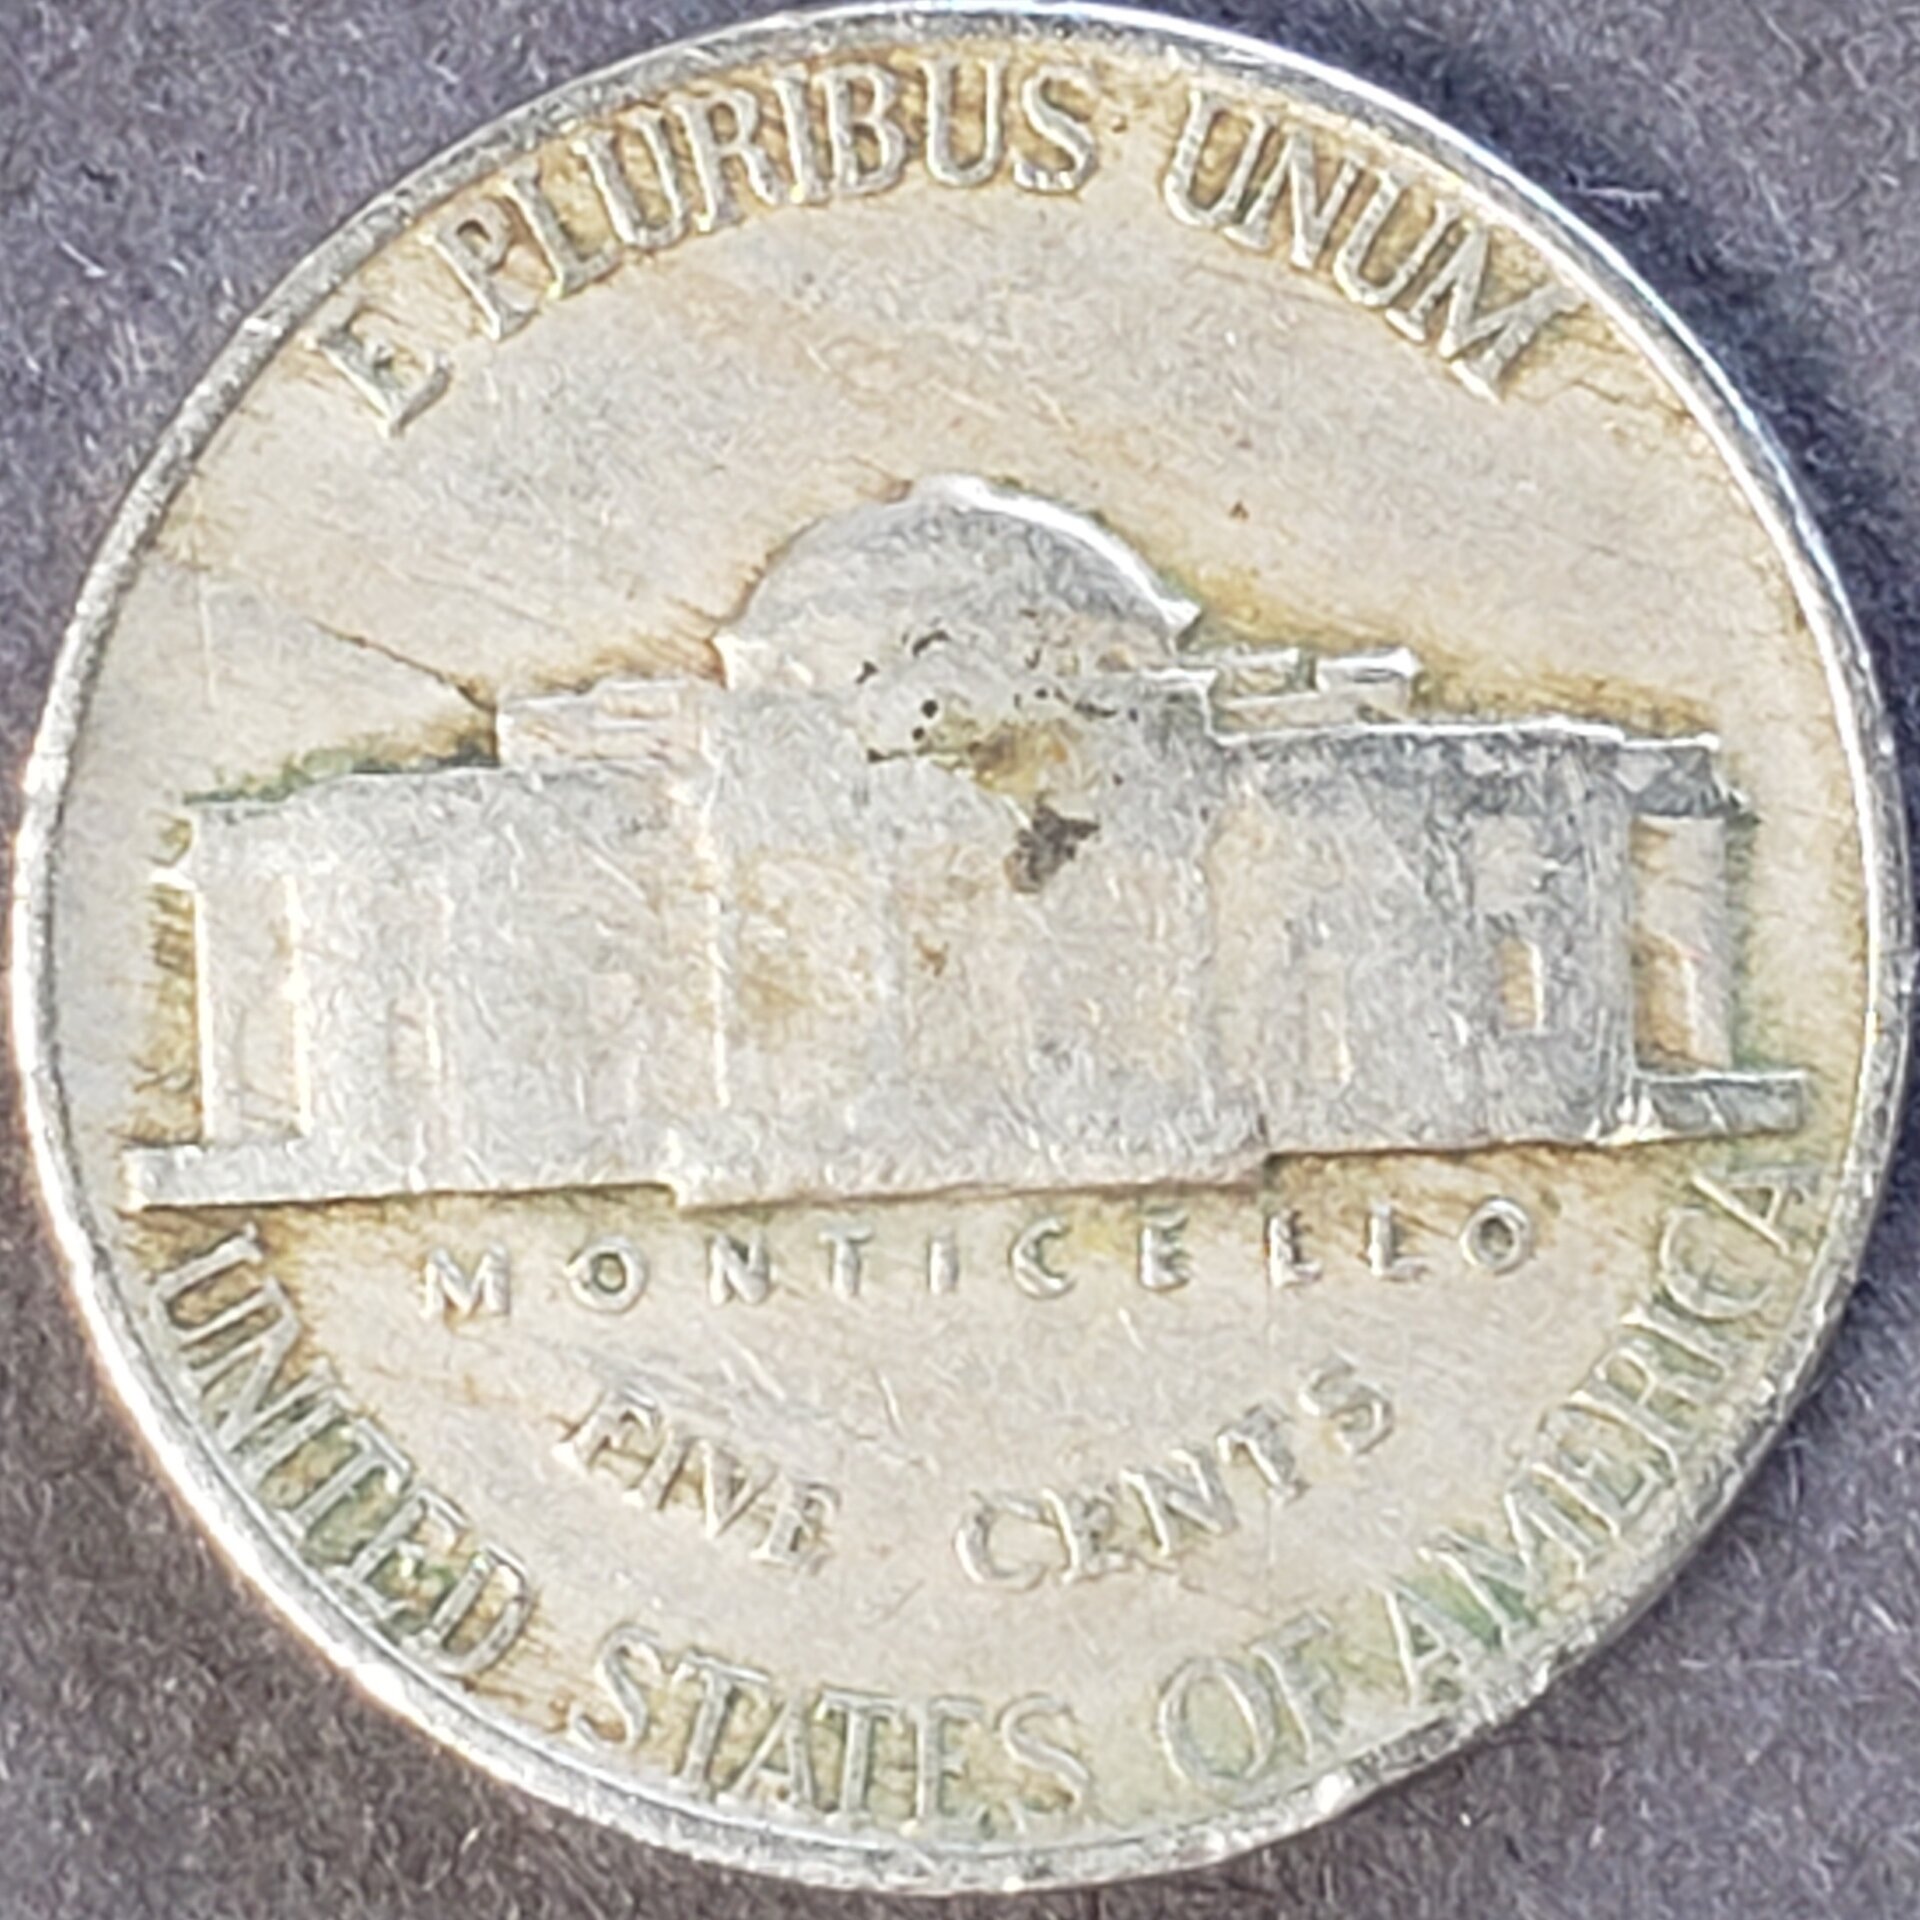 E PLURIBUS UNUM
MONTICELLO
FIVE CENTS
UNITED STATES OF AMERICA